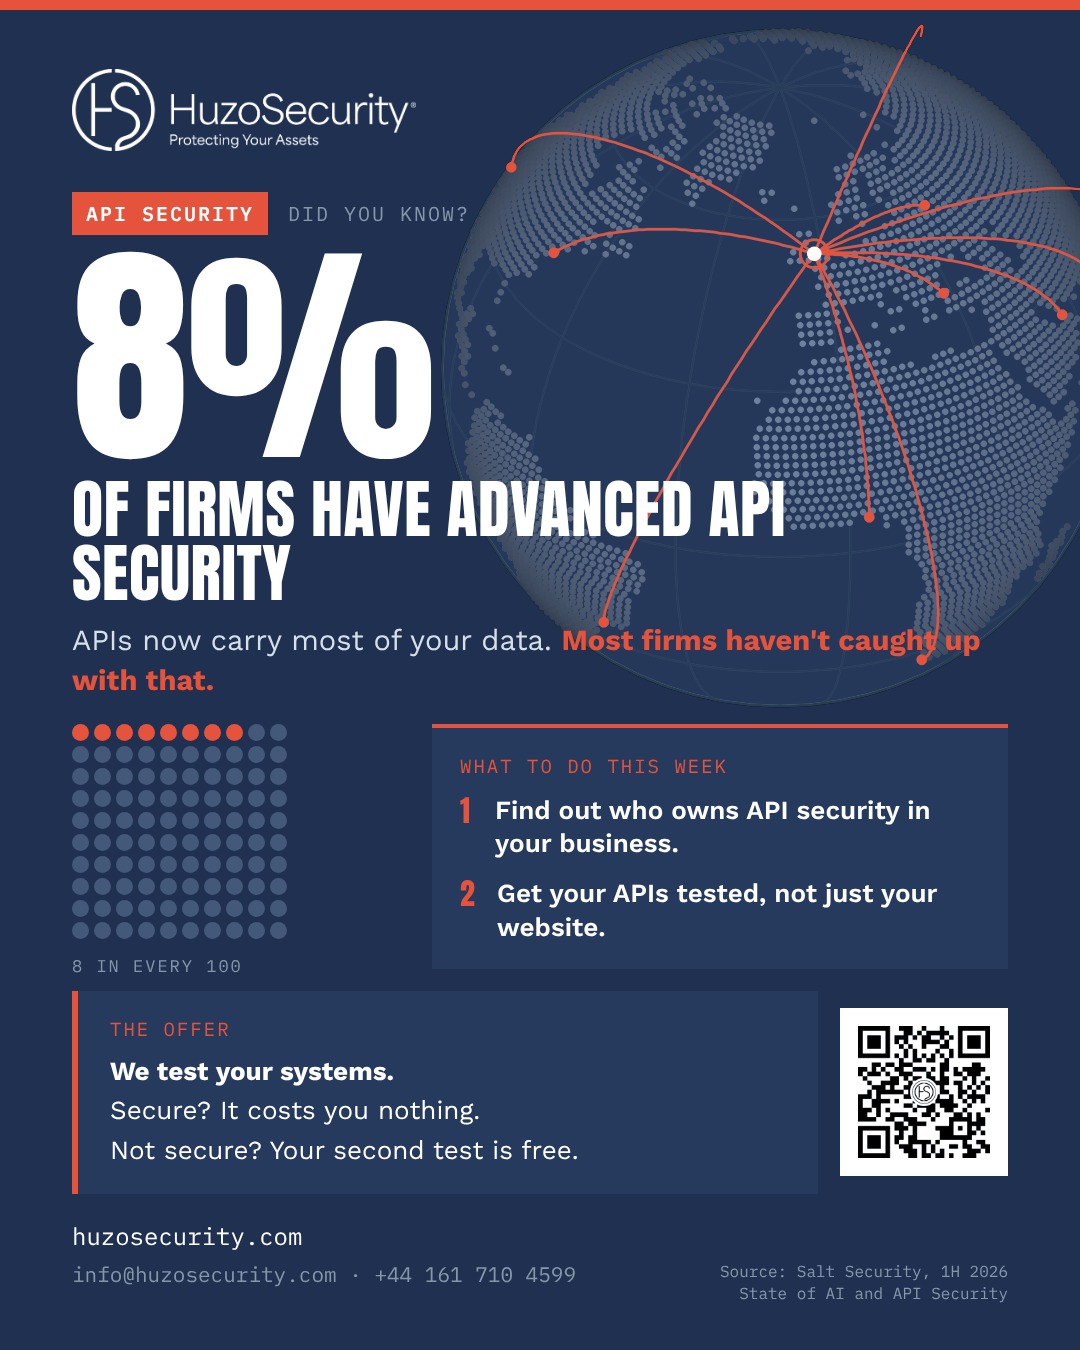 HuzoSecurity®
Protecting Your Assets
API SECURITY
DID YOU KNOW?
8%
OF FIRMS HAVE ADVANCED API
SECURITY
APIs now carry most of your data. Most firms haven't caught up
with that.
8 IN EVERY 100
WHAT TO DO THIS WEEK
1 Find out who owns API security in
your business.
2 Get your APIs tested, not just your
website.
THE OFFER
We test your systems.
Secure? It costs you nothing.
Not secure? Your second test is free.
huzosecurity.com
info@huzosecurity.com · +44 161 710 4599
Source: Salt Security, 1H 2026
State of AI and API Security